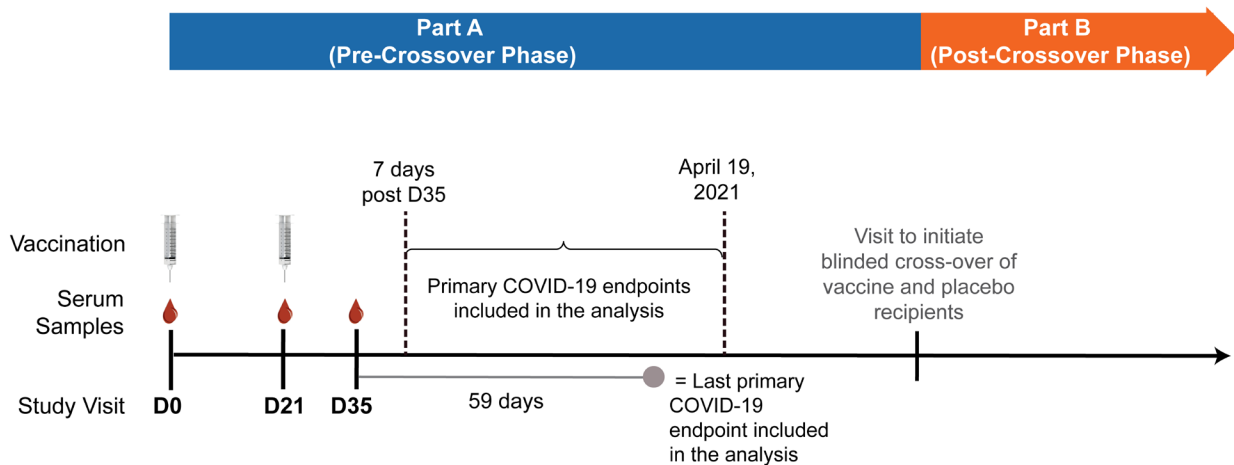 Part A
(Pre-Crossover Phase)
Part B
(Post-Crossover Phase)
7 days
post D35
April 19,
2021
Vaccination
Serum
Samples
Primary COVID-19 endpoints
included in the analysis
Visit to initiate
blinded cross-over of
vaccine and placebo
recipients
Study Visit
D0
D21
D35
59 days
= Last primary
COVID-19
endpoint included
in the analysis